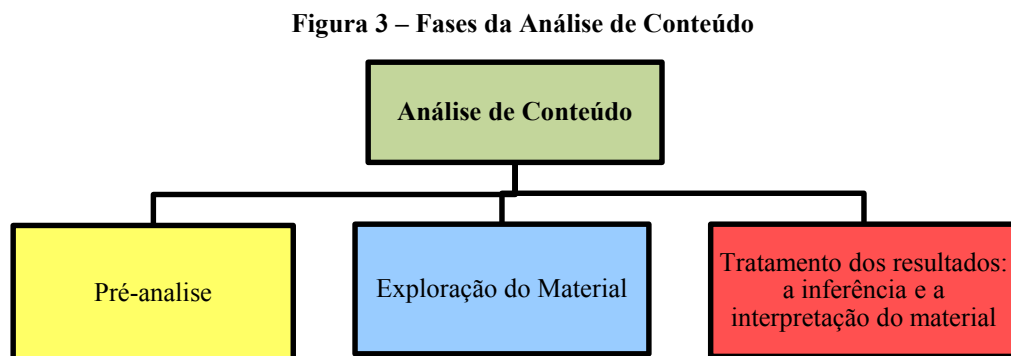 Figura 3 – Fases da Análise de Conteúdo
Análise de Conteúdo
Pré-analise
Exploração do Material
Tratamento dos resultados:
a inferência e a
interpretação do material